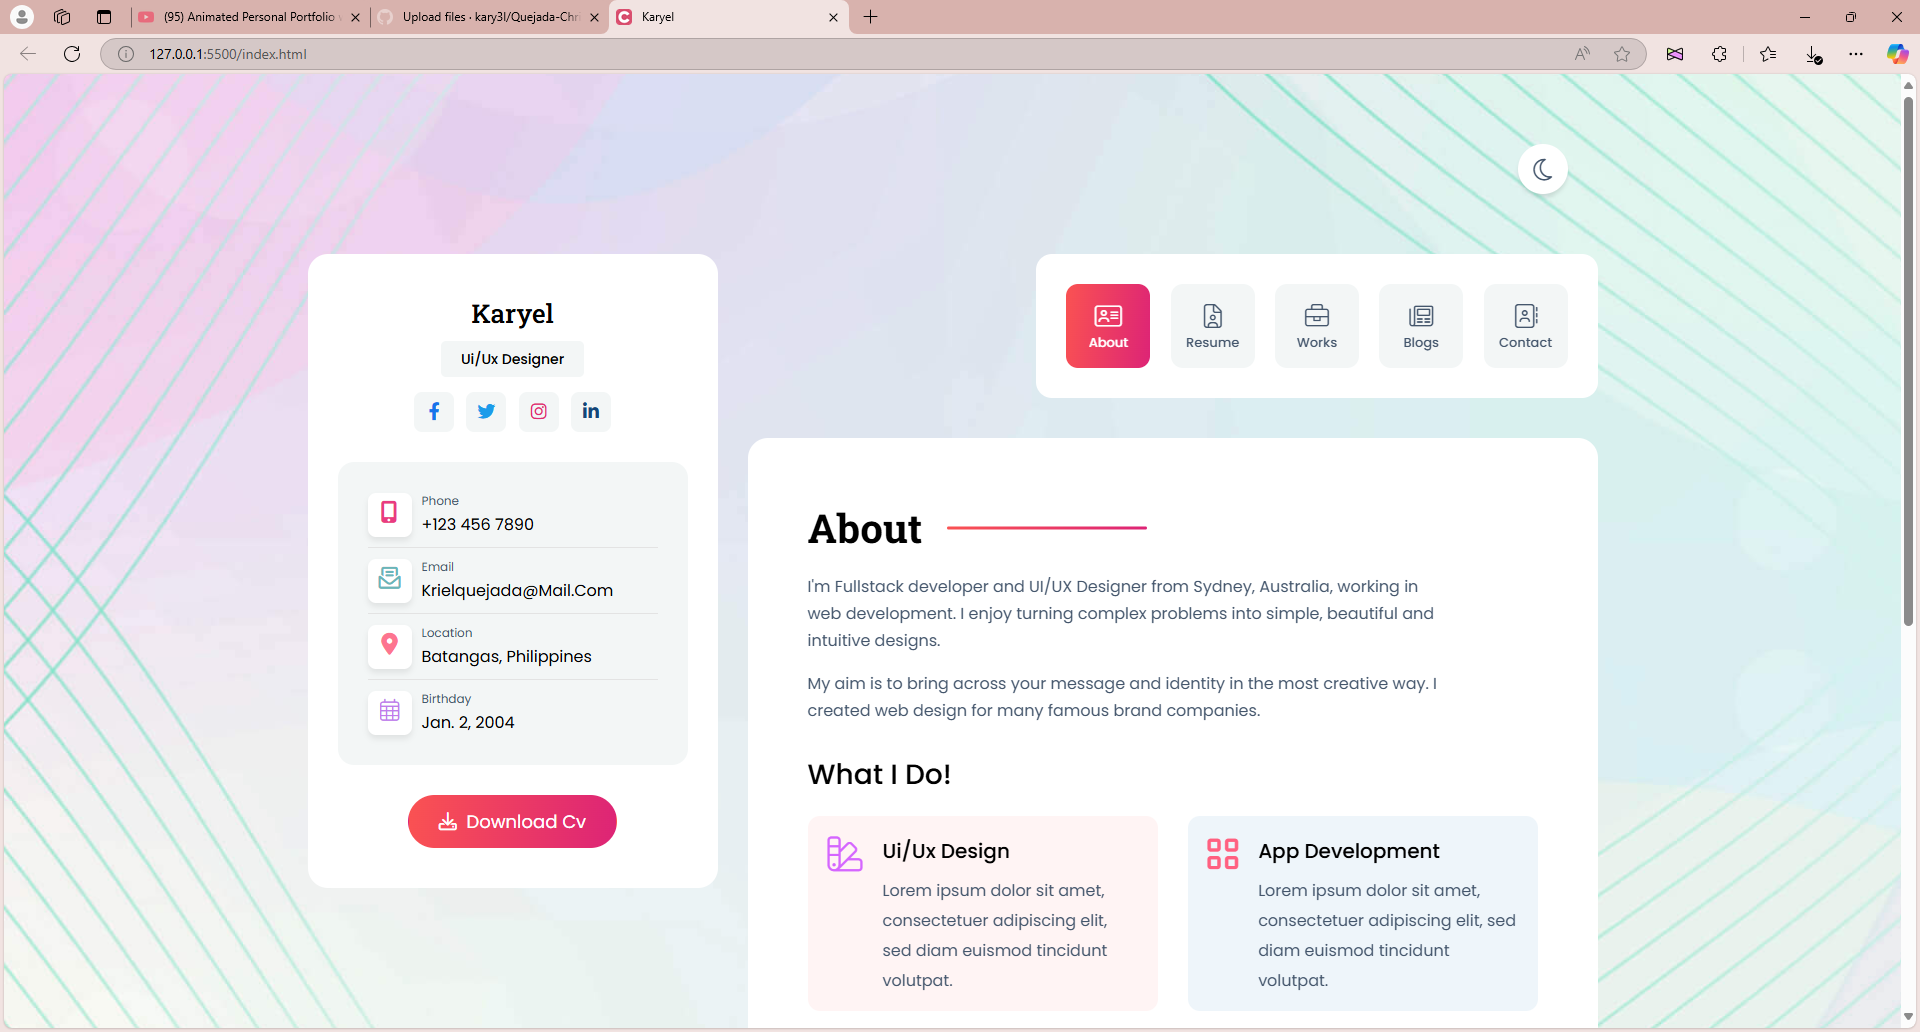 (95) Animated Personal Portfolio
Upload files · kary3l/Quejada-Chri
Karyel
127.0.0.1:5500/index.html
Karyel
Ui/Ux Designer
Phone
+123 456 7890
Email
Krielquejada@Mail.Com
Location
Batangas, Philippines
Birthday
Jan. 2, 2004
Download Cv
About
Resume
Works
Blogs
Contact
About
I'm Fullstack developer and UI/UX Designer from Sydney, Australia, working in
web development. I enjoy turning complex problems into simple, beautiful and
intuitive designs.
My aim is to bring across your message and identity in the most creative way. I
created web design for many famous brand companies.
What I Do!
Ui/Ux Design
Lorem ipsum dolor sit amet,
consectetuer adipiscing elit,
sed diam euismod tincidunt
volutpat.
App Development
Lorem ipsum dolor sit amet,
consectetuer adipiscing elit, sed
diam euismod tincidunt
volutpat.